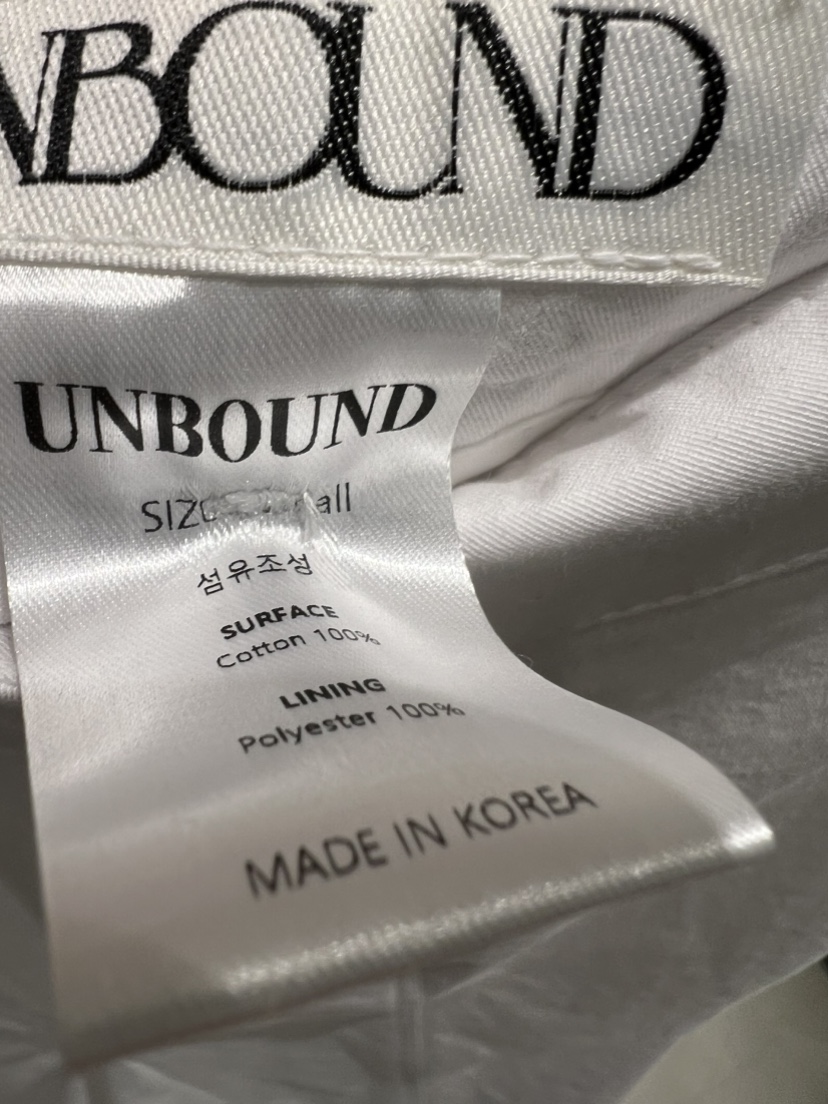 NBOUND
UNBOUND
섬유조성
SURFACE
Cotton 100%
LINING
Polyester 100%
MADE IN KOREA